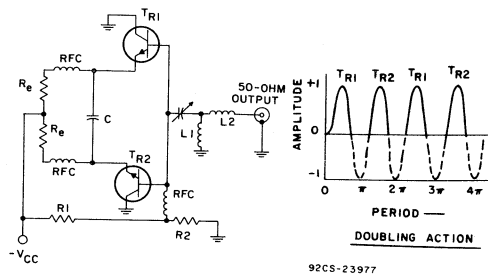 TR1
RFC
Re
C
Re
RFC
TR2
RFC
R1
R2
-VCC
50-OHM
OUTPUT
L1
L2
TR1 TR2 TR1 TR2
AMPLITUDE
+1
0
-1
0 π 2π 3π 4π
PERIOD —
DOUBLING ACTION
92CS-23977